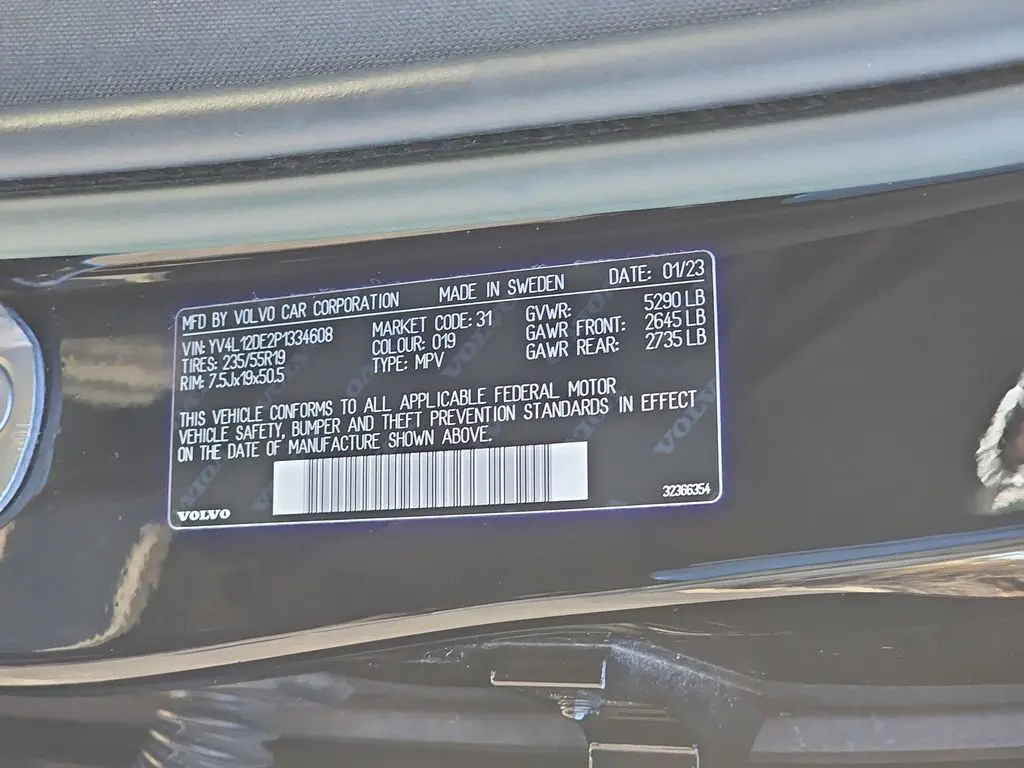 MFD BY VOLVO CAR CORPORATION MADE IN SWEDEN DATE: 01/23
VIN: YV4L12DE2P1334608 MARKET CODE: 31 GVWR: 5290 LB
TIRES: 235/55R19 COLOUR: 019 GAWR FRONT: 2645 LB
RIM: 7.5Jx19x50.5 TYPE: MPV GAWR REAR: 2735 LB
THIS VEHICLE CONFORMS TO ALL APPLICABLE FEDERAL MOTOR
VEHICLE SAFETY, BUMPER AND THEFT PREVENTION STANDARDS IN EFFECT
ON THE DATE OF MANUFACTURE SHOWN ABOVE.
VOLVO
VOLVO 32366354